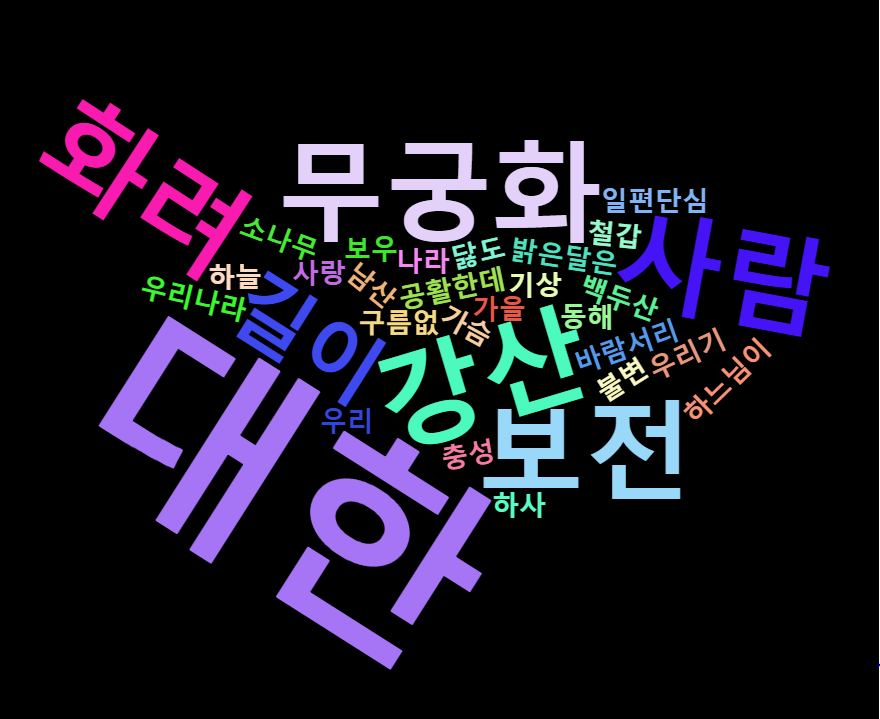 화려
무궁화
일편단심
사람
철갑
소나무
보우
나라
닳도
밝은달은
하늘
사랑
남산
공활한데
기상
백두산
우리나라
길이
구름없
가슴
가을
동해
바람서리
우리기
강산
불변
하느님이
대한
우리
보전
충성
하사